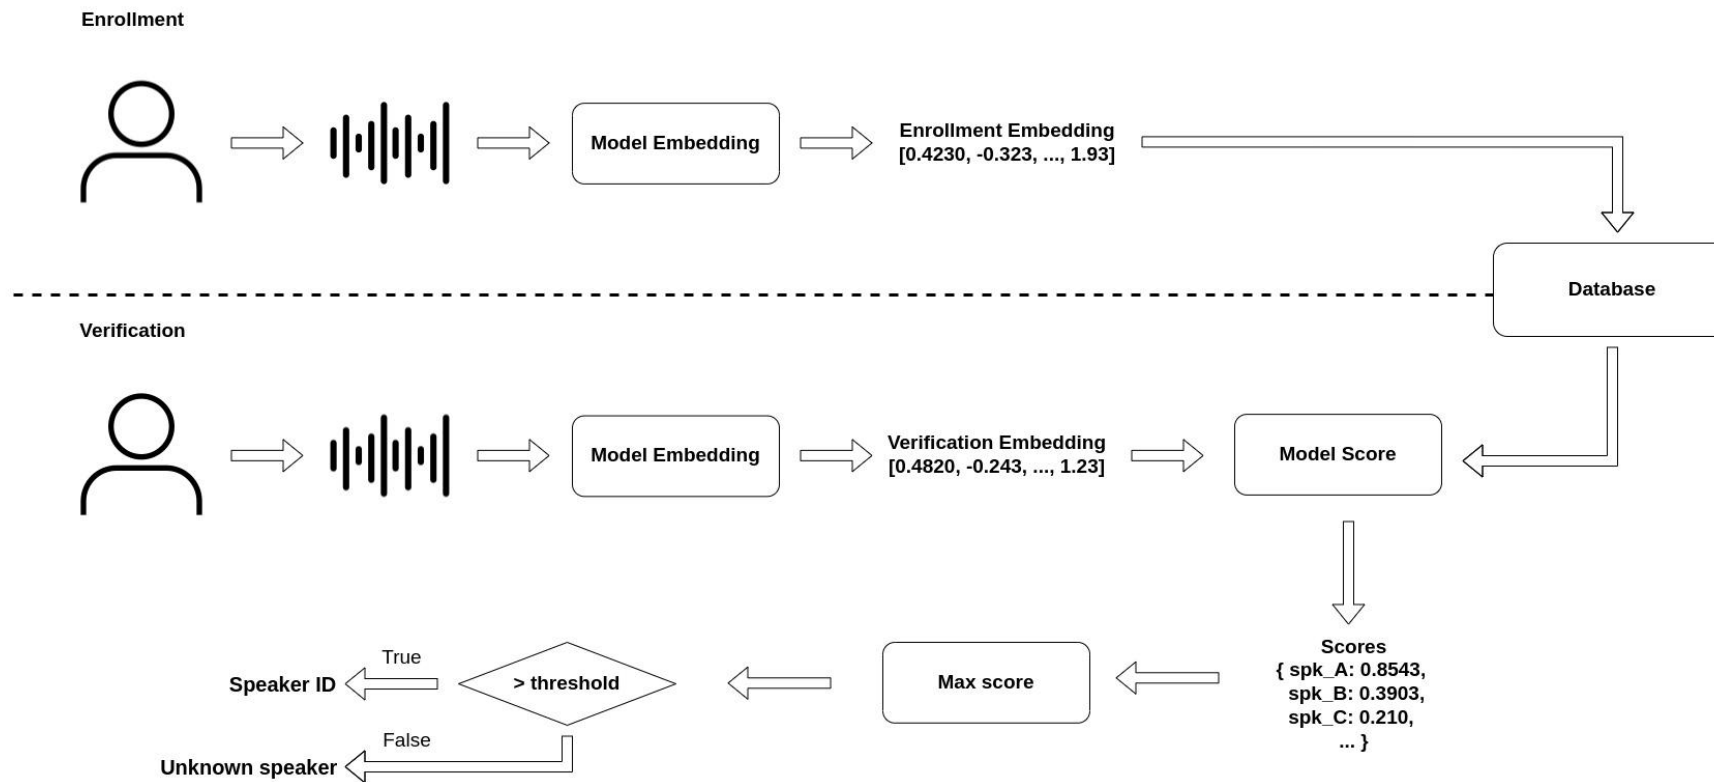 Enrollment
Model Embedding
Enrollment Embedding
[0.4230, -0.323, ..., 1.93]
Database
Verification
Model Embedding
Verification Embedding
[0.4820, -0.243, ..., 1.23]
Model Score
Scores
{ spk_A: 0.8543,
spk_B: 0.3903,
spk_C: 0.210,
... }
Max score
> threshold
True
Speaker ID
False
Unknown speaker